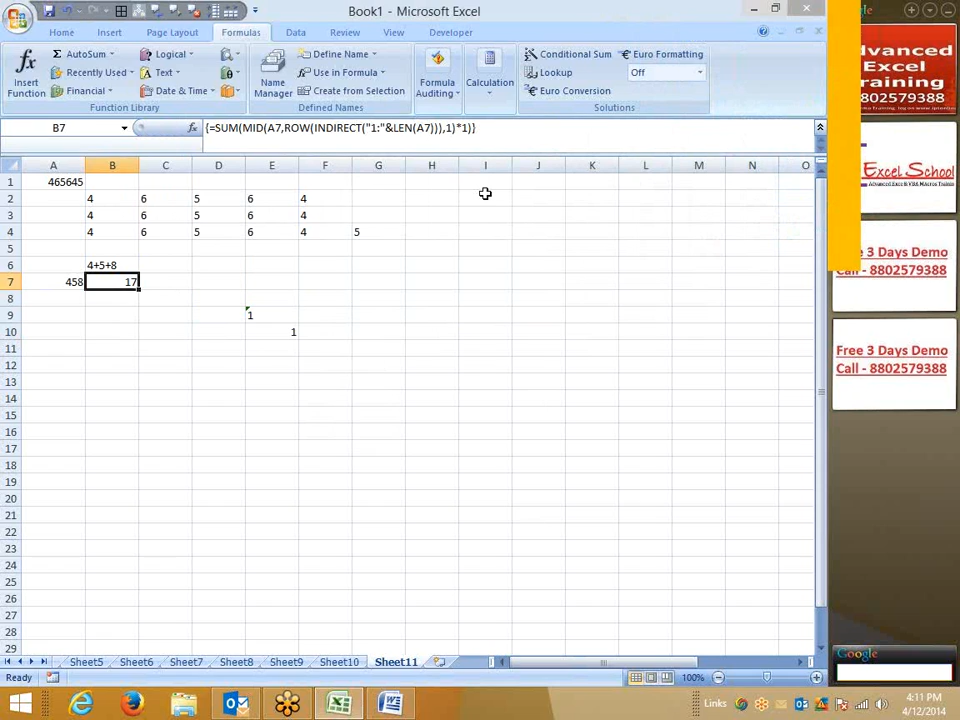 Book1 - Microsoft Excel
Home Insert Page Layout Formulas Data Review View Developer
fx
Insert Function
Σ AutoSum
Recently Used
Financial
Logical
Text
Date & Time
Function Library
Name Manager
Define Name
Use in Formula
Create from Selection
Defined Names
Formula Auditing
Calculation
Conditional Sum
Lookup
Euro Conversion
Euro Formatting
Off
Solutions
B7 fx {=SUM(MID(A7,ROW(INDIRECT("1:"&LEN(A7))),1)*1)}
A B C D E F G H I J K L M N O
1 465645
2 4 6 5 6 4
3 4 6 5 6 4
4 4 6 5 6 4 5
5
6 4+5+8
7 458 17
8
9 1
10 1
11
12
13
14
15
16
17
18
19
20
21
22
23
24
25
26
27
28
29
Sheet5 Sheet6 Sheet7 Sheet8 Sheet9 Sheet10 Sheet11
Ready 100%
Links
4:11 PM
4/12/2014
Excel
Training
8802579388
Excel School
Advanced Excel & VBA Macros Training
Free 3 Days Demo
Call - 8802579388
Free 3 Days Demo
Call - 8802579388
Google